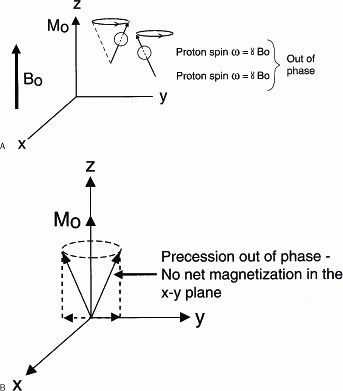 z
Mo
Bo
Proton spin ω = ɣ Bo
Proton spin ω = ɣ Bo
Out of
phase
y
A
x
z
Mo
Precession out of phase -
No net magnetization in the
x-y plane
y
B
x